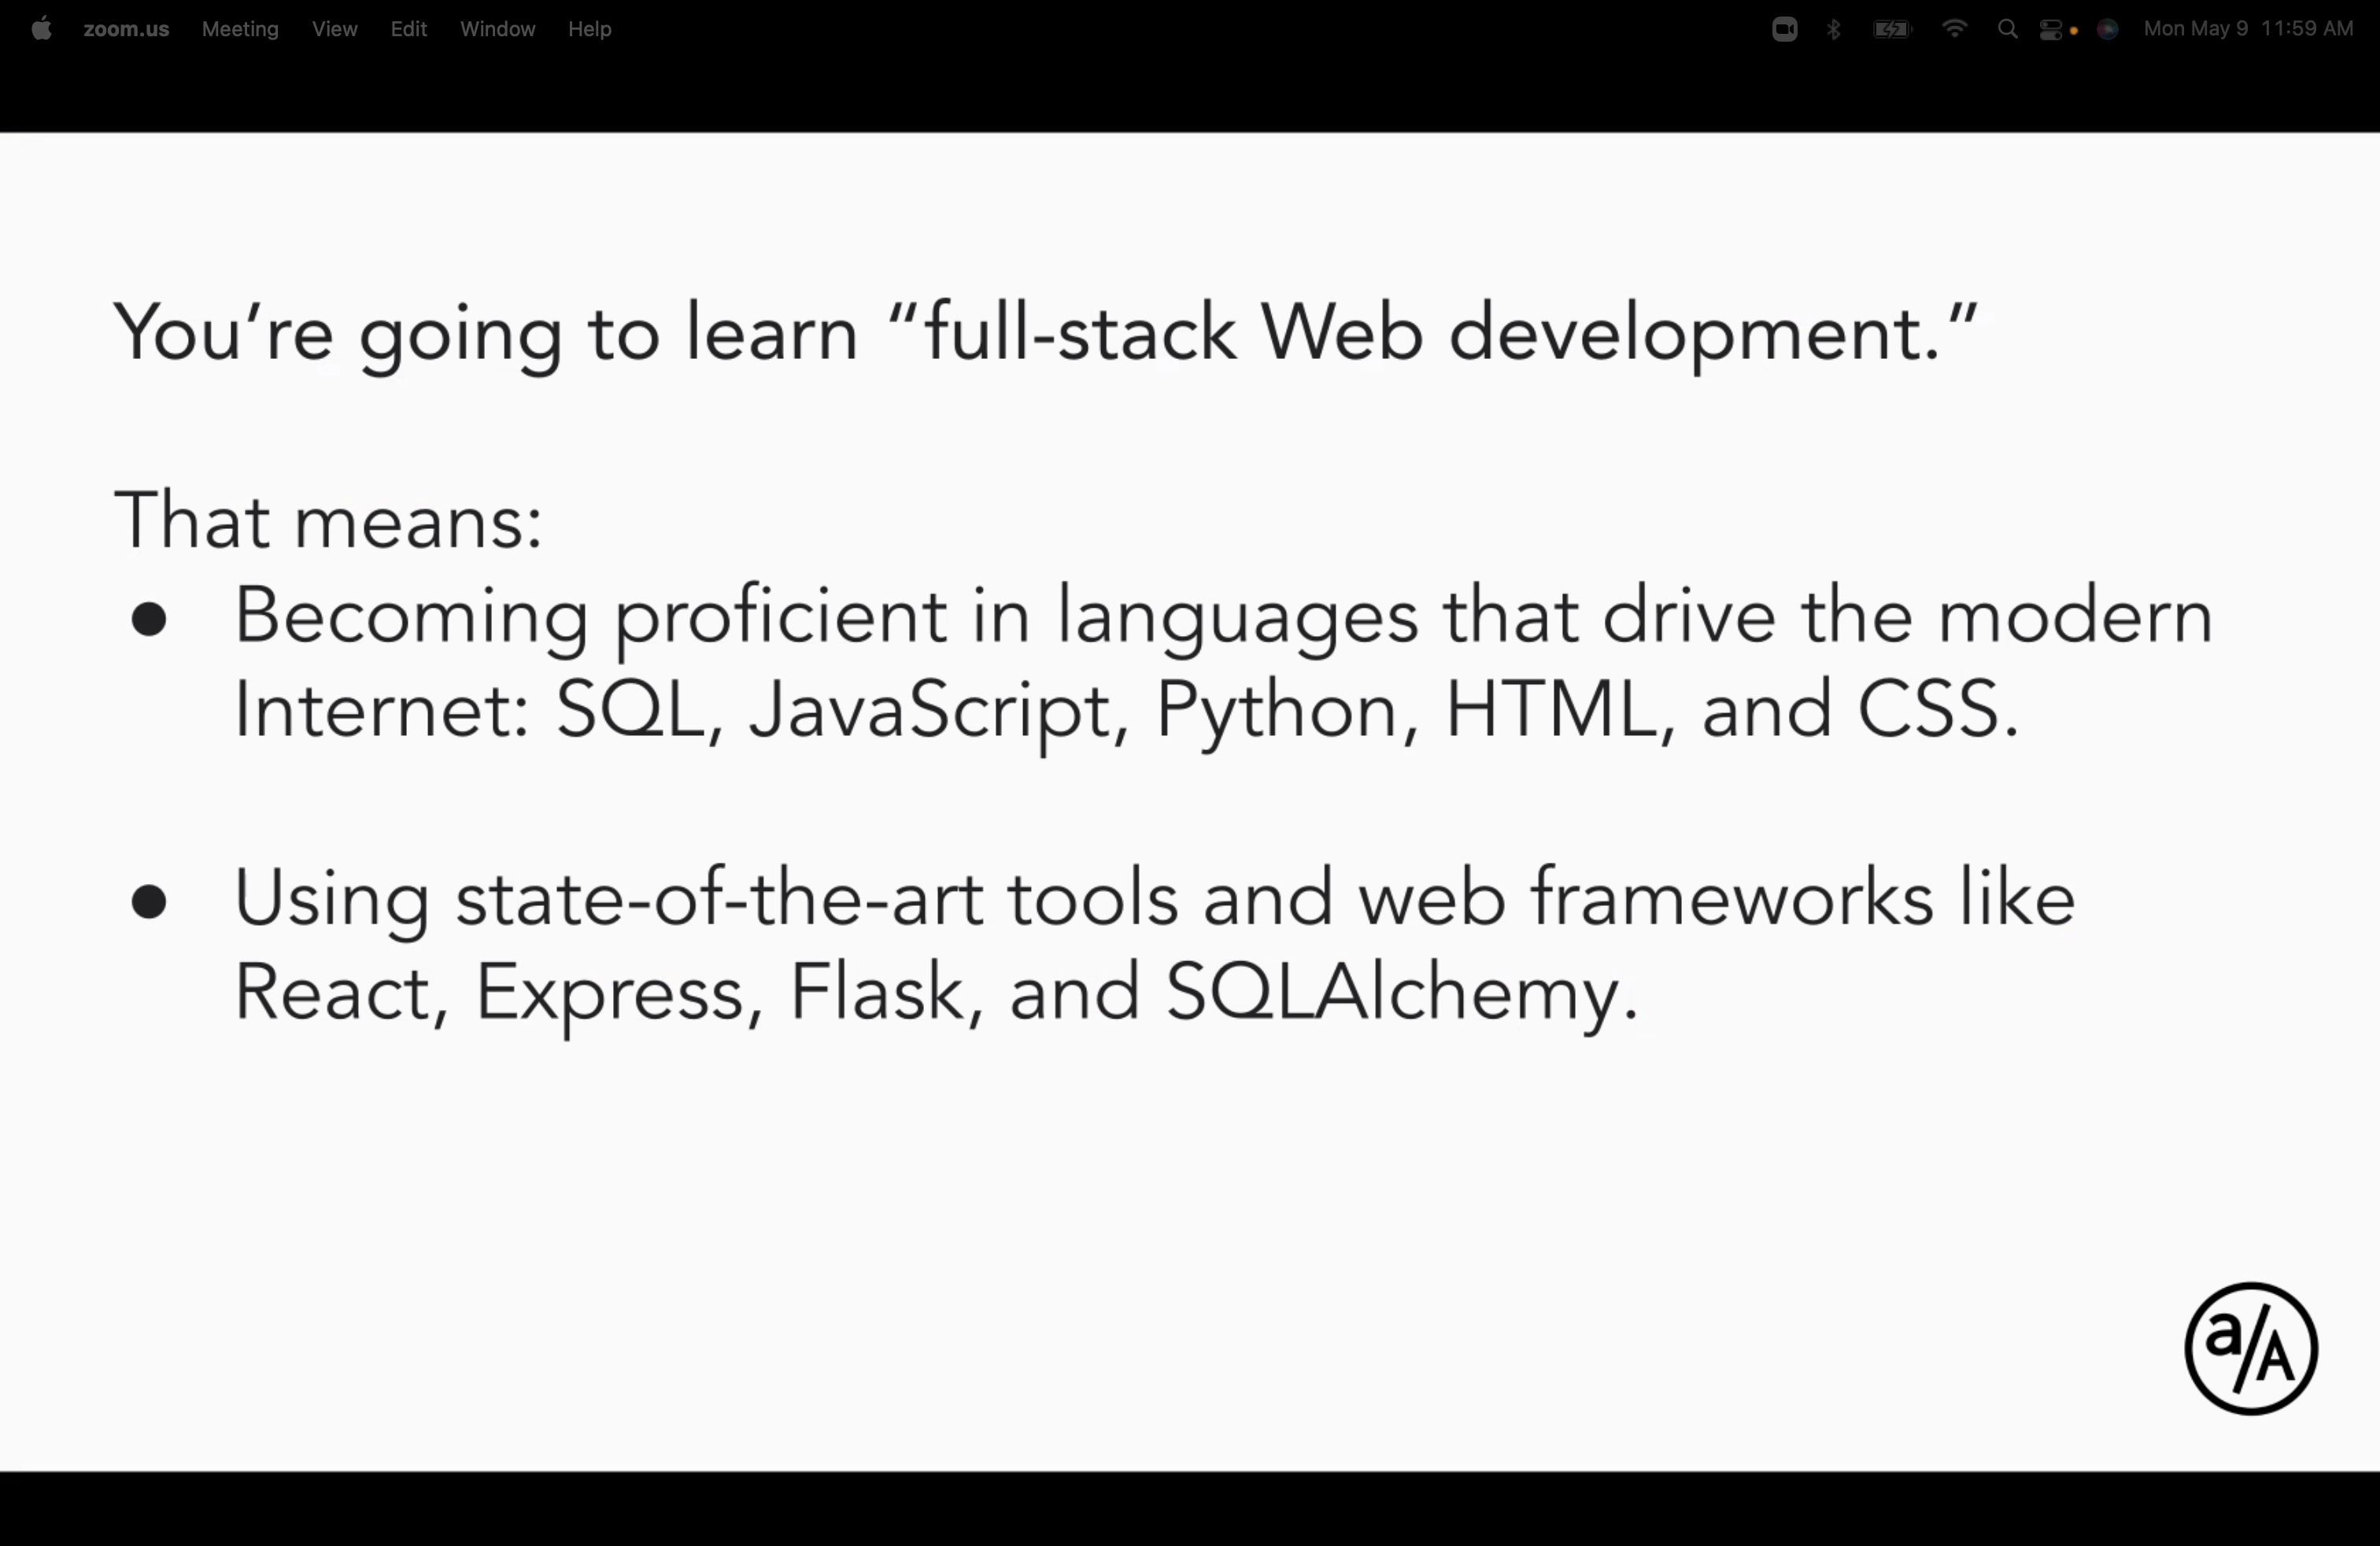 zoom.us Meeting View Edit Window Help Mon May 9 11:59 AM
You’re going to learn “full-stack Web development.”
That means:
● Becoming proficient in languages that drive the modern
Internet: SQL, JavaScript, Python, HTML, and CSS.
● Using state-of-the-art tools and web frameworks like
React, Express, Flask, and SQLAlchemy.
a/A